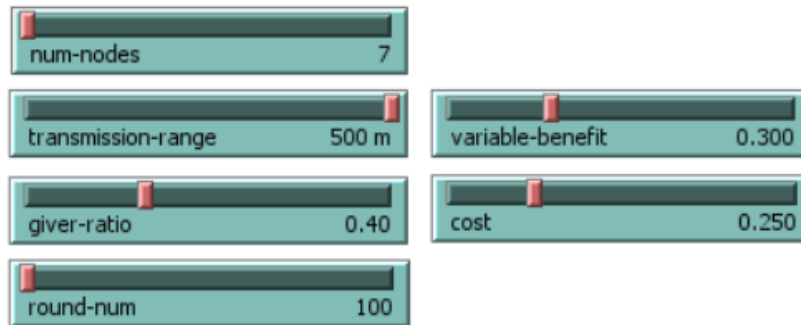 num-nodes 7
transmission-range 500 m
variable-benefit 0.300
giver-ratio 0.40
cost 0.250
round-num 100